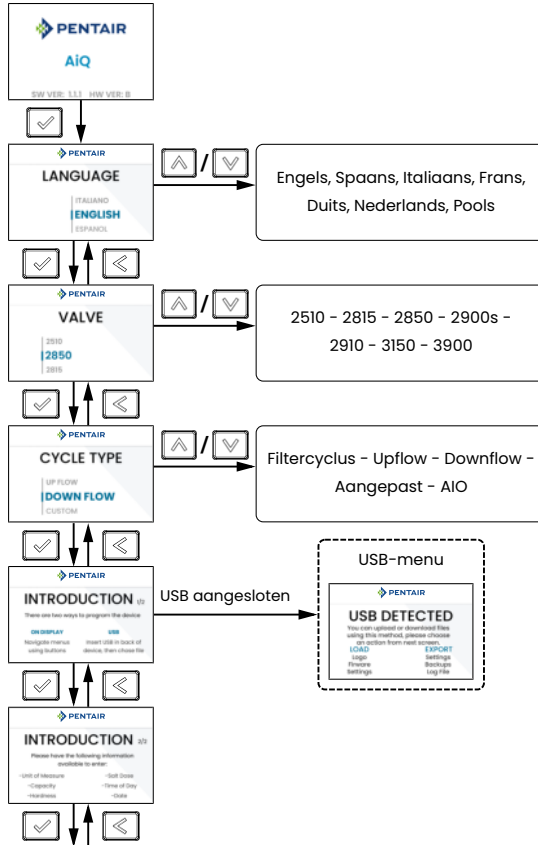 PENTAIR
AiQ
SW VER: 1.1.1 HW VER: B
PENTAIR
LANGUAGE
ITALIANO
ENGLISH
ESPANOL
/
Engels, Spaans, Italiaans, Frans,
Duits, Nederlands, Pools
PENTAIR
VALVE
2510
2850
2815
/
2510 - 2815 - 2850 - 2900s -
2910 - 3150 - 3900
PENTAIR
CYCLE TYPE
UP FLOW
DOWN FLOW
CUSTOM
/
Filtercyclus - Upflow - Downflow -
Aangepast - AIO
PENTAIR
INTRODUCTION 1/2
There are two ways to program the device
ON DISPLAY USB
Navigate menus Insert USB in back of
using buttons device, then chose file
USB aangesloten
USB-menu
PENTAIR
USB DETECTED
You can upload or download files
using this method, please choose
an action from next screen.
LOAD EXPORT
Logo Settings
Firware Backups
Settings Log File
PENTAIR
INTRODUCTION 2/2
Please have the following information
available to enter:
-Unit of Measure -Salt Dose
-Capacity -Time of Day
-Hardness -Date